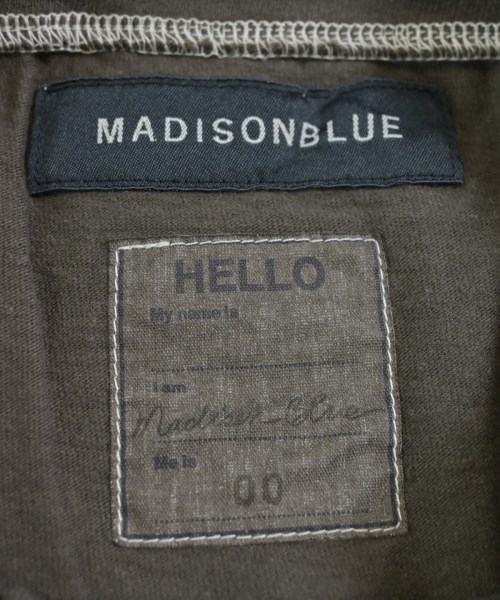 MADISONBLUE
HELLO
My name is
I am
Madison-Blue
Me is
00